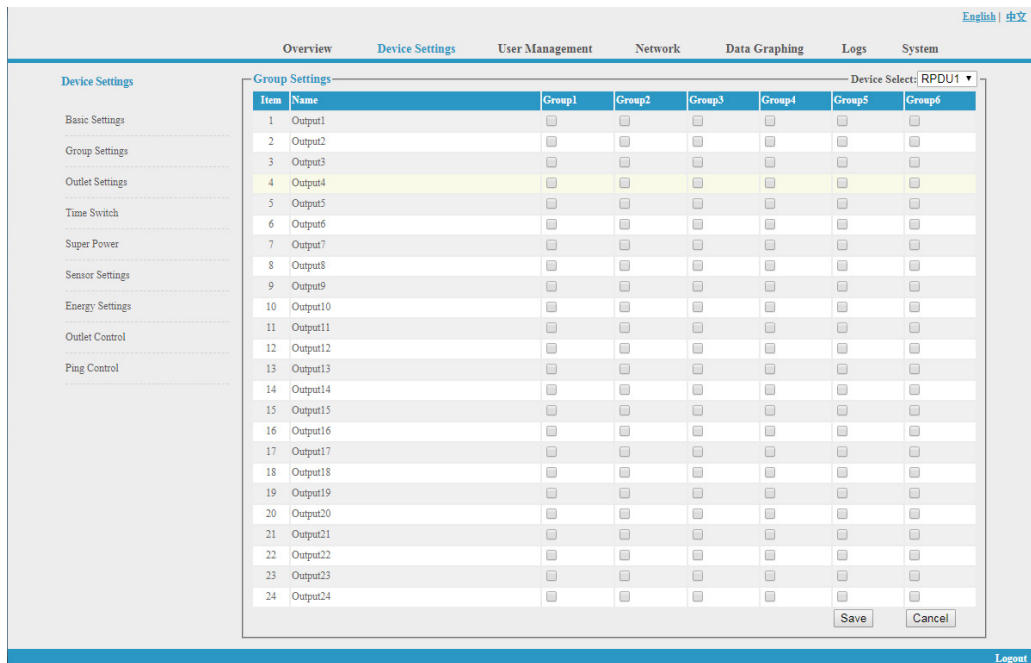 English | 中文
Overview Device Settings User Management Network Data Graphing Logs System
Device Settings
Basic Settings
Group Settings
Outlet Settings
Time Switch
Super Power
Sensor Settings
Energy Settings
Outlet Control
Ping Control
Group Settings Device Select: RPDU1
Item Name Group1 Group2 Group3 Group4 Group5 Group6
1 Output1
2 Output2
3 Output3
4 Output4
5 Output5
6 Output6
7 Output7
8 Output8
9 Output9
10 Output10
11 Output11
12 Output12
13 Output13
14 Output14
15 Output15
16 Output16
17 Output17
18 Output18
19 Output19
20 Output20
21 Output21
22 Output22
23 Output23
24 Output24
Save Cancel
Logout